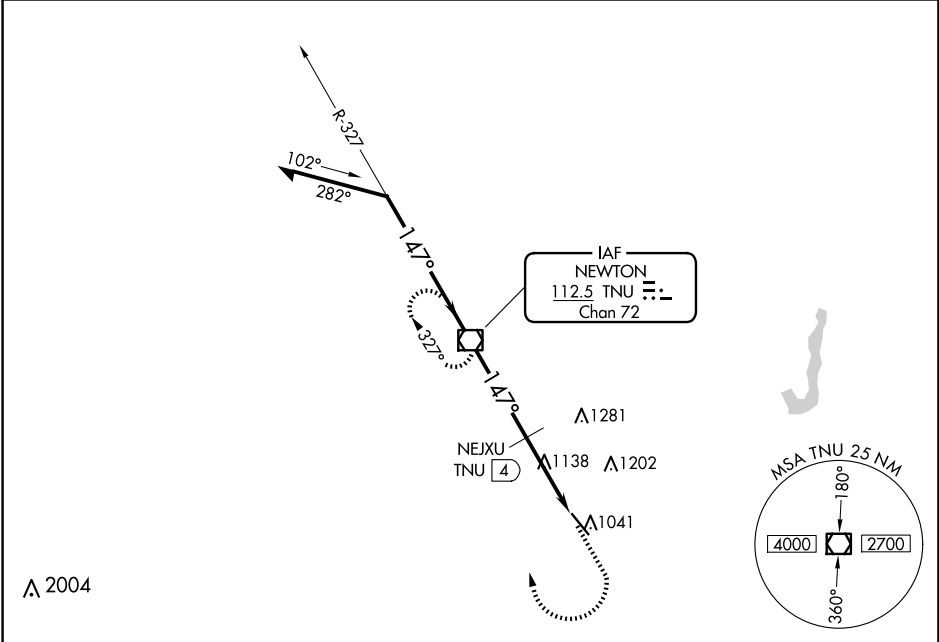 R-327
102°
282°
147°
IAF
NEWTON
112.5 TNU
Chan 72
327°
147°
1281
NEJXU
TNU 4
1138
1202
1041
MSA TNU 25 NM
180°
4000
2700
360°
2004